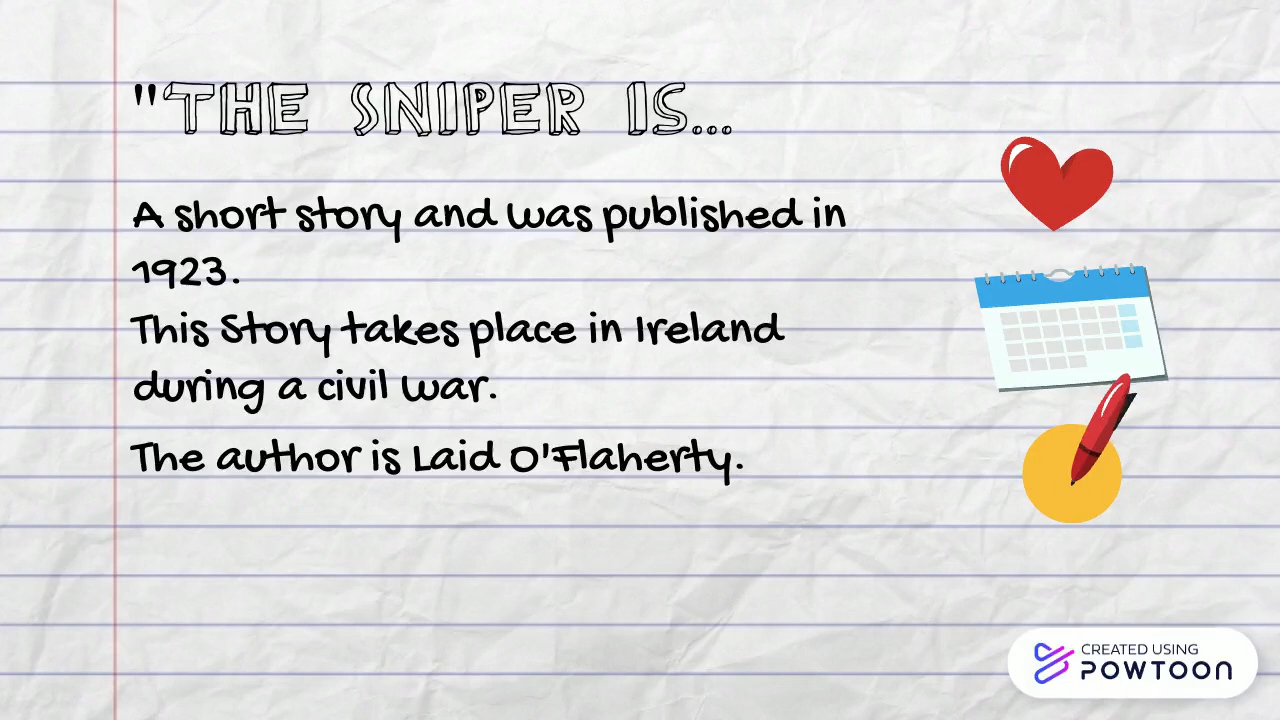 "THE SNIPER IS...
A short story and was published in
1923.
This Story takes place in Ireland
during a civil war.
The author is Laid O'Flaherty.
CREATED USING
POWTOON